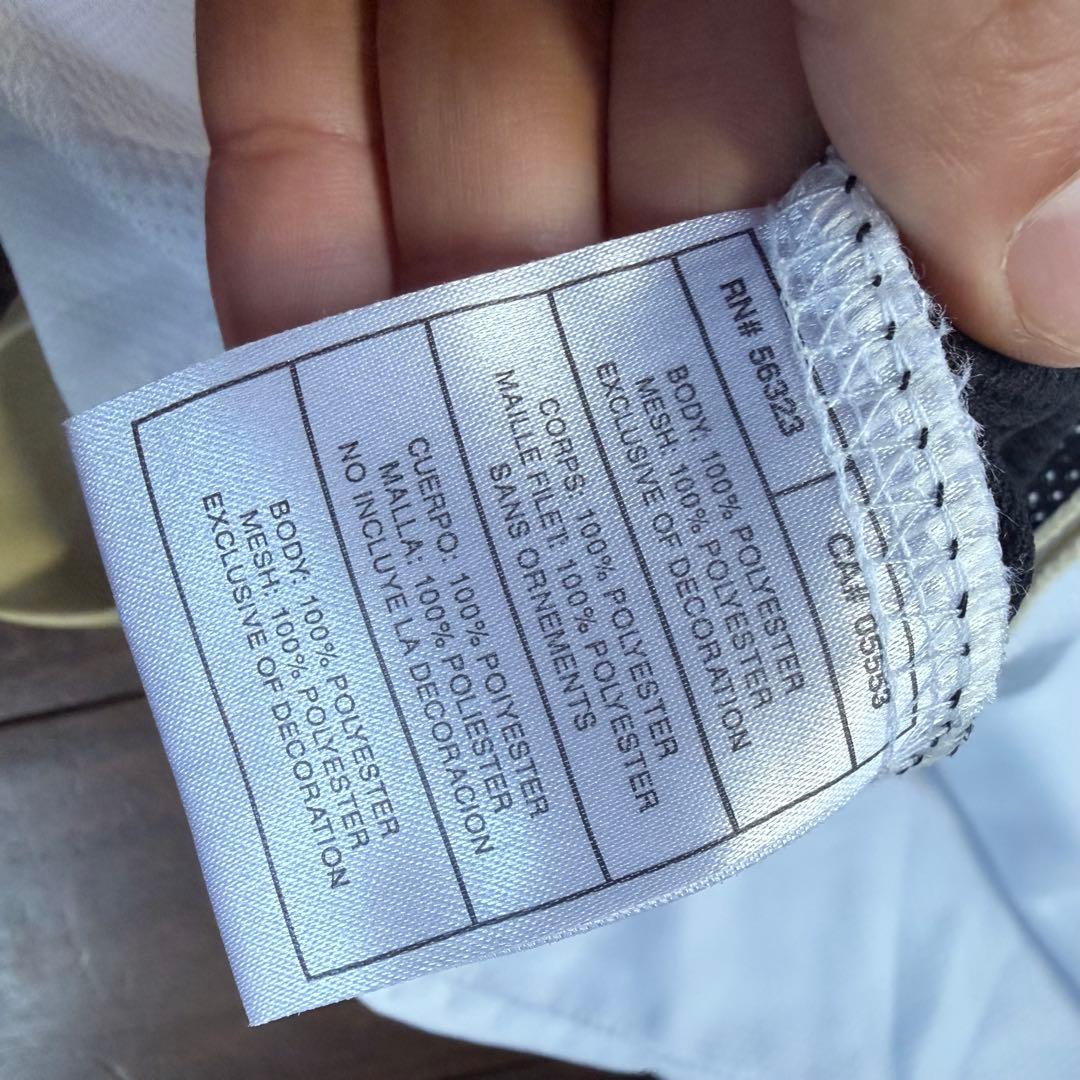 RN# 56323
CA# 05553
BODY: 100% POLYESTER
MESH: 100% POLYESTER
EXCLUSIVE OF DECORATION
CORPS: 100% POLYESTER
MAILLE FILET: 100% POLYESTER
SANS ORNEMENTS
CUERPO: 100% POIYESTER
MALLA: 100% POLIESTER
NO INCLUYE LA DECORACION
BODY: 100% POLYESTER
MESH: 100% POLYESTER
EXCLUSIVE OF DECORATION